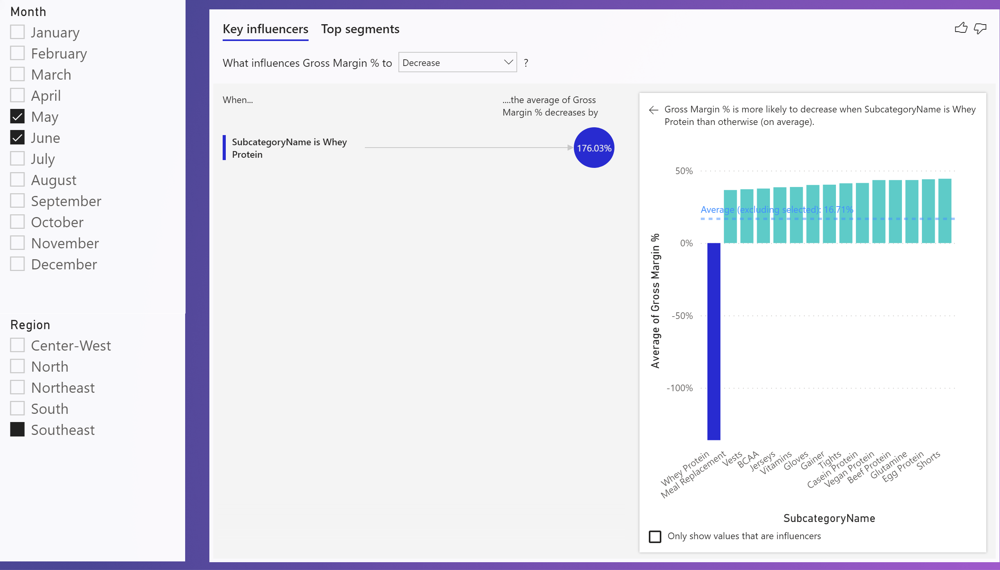 Month
January
February
March
April
May
June
July
August
September
October
November
December
Region
Center-West
North
Northeast
South
Southeast
Key influencers
Top segments
What influences Gross Margin % to
Decrease
?
When...
....the average of Gross
Margin % decreases by
SubcategoryName is Whey
Protein
176.03%
Gross Margin % is more likely to decrease when SubcategoryName is Whey
Protein than otherwise (on average).
50%
Average (excluding selected): 16.71%
0%
-50%
-100%
Average of Gross Margin %
Whey Protein
Meal Replacement
Vests
BCAA
Jerseys
Vitamins
Gloves
Gainer
Tights
Casein Protein
Vegan Protein
Beef Protein
Glutamine
Egg Protein
Shorts
SubcategoryName
Only show values that are influencers